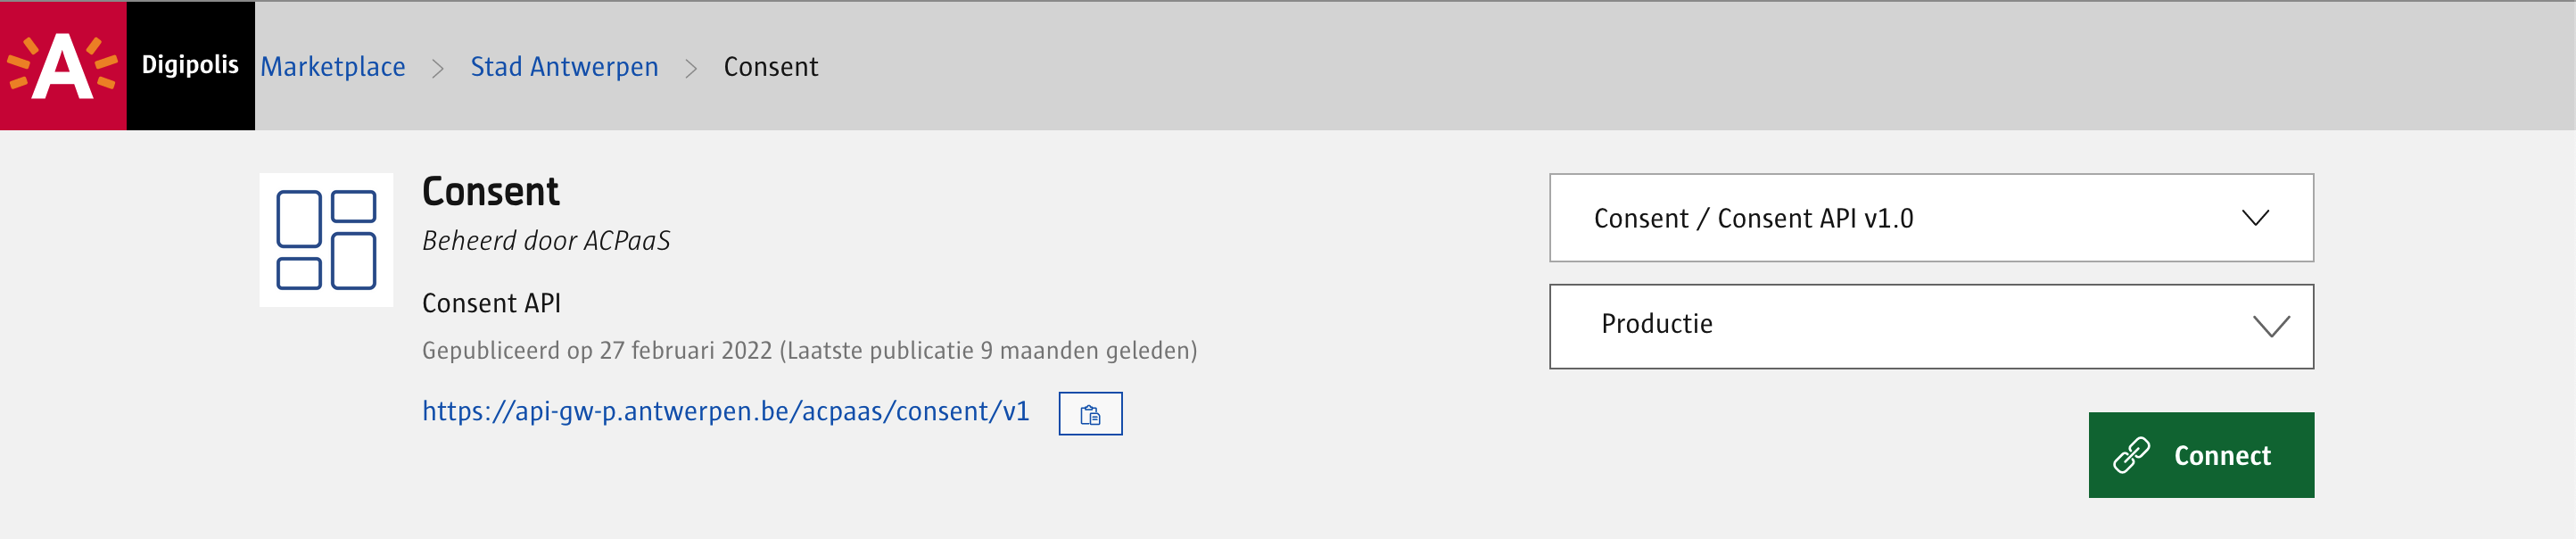 A Digipolis Marketplace > Stad Antwerpen > Consent
Consent
Beheerd door ACPaaS
Consent API
Gepubliceerd op 27 februari 2022 (Laatste publicatie 9 maanden geleden)
https://api-gw-p.antwerpen.be/acpaas/consent/v1
Consent / Consent API v1.0
Productie
Connect